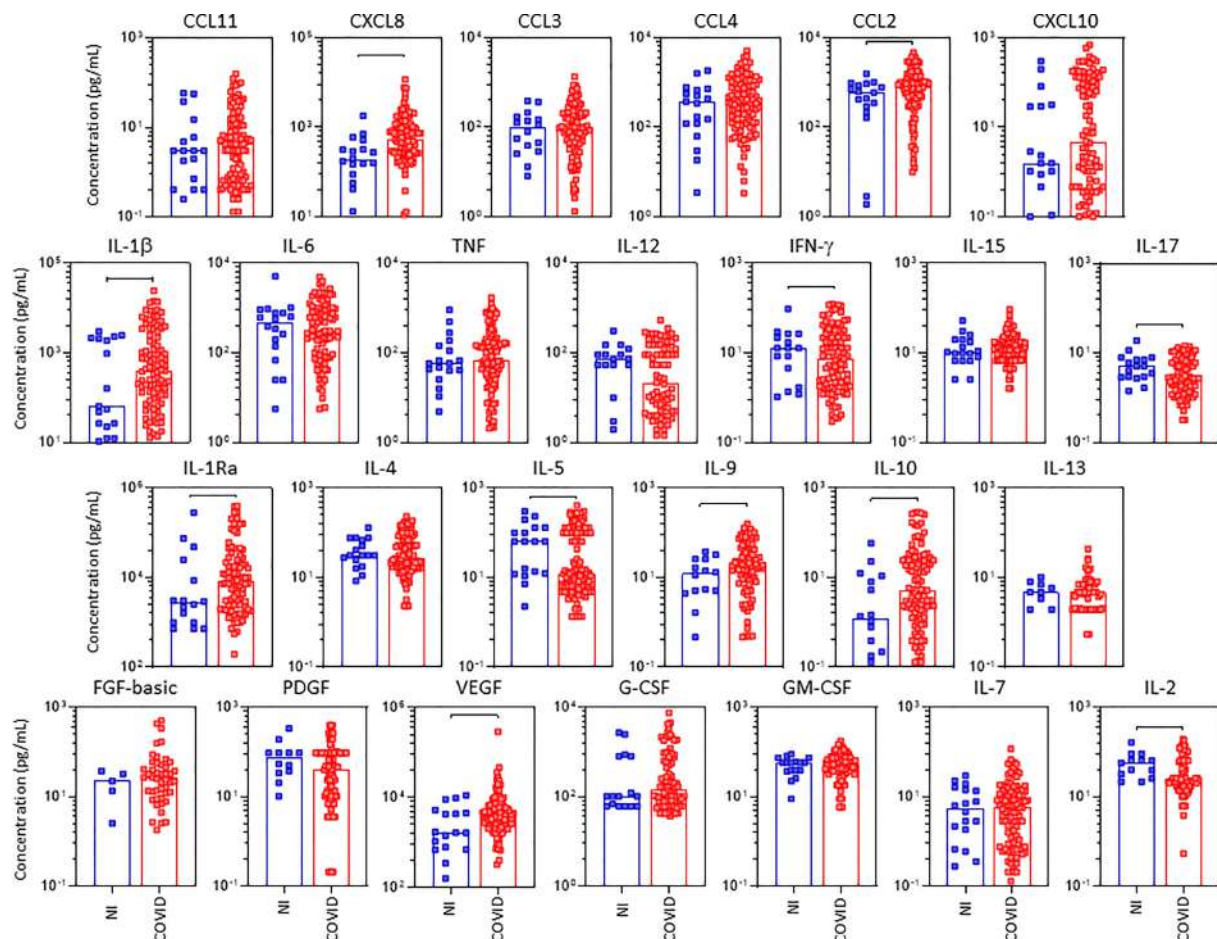 CCL11 CXCL8 CCL3 CCL4 CCL2 CXCL10
Concentration (pg/mL)
10³ 10⁵ 10⁴ 10⁴ 10⁴ 10³
10¹ 10³ 10² 10² 10² 10¹
10⁻¹ 10¹ 10⁰ 10⁰ 10⁰ 10⁻¹
IL-1β IL-6 TNF IL-12 IFN-γ IL-15 IL-17
Concentration (pg/mL)
10⁵ 10⁴ 10⁴ 10⁴ 10³ 10³ 10³
10³ 10² 10² 10² 10¹ 10¹ 10¹
10¹ 10⁰ 10⁰ 10⁰ 10⁻¹ 10⁻¹ 10⁻¹
IL-1Ra IL-4 IL-5 IL-9 IL-10 IL-13
Concentration (pg/mL)
10⁶ 10³ 10³ 10³ 10³ 10³
10⁴ 10¹ 10¹ 10¹ 10¹ 10¹
10² 10⁻¹ 10⁻¹ 10⁻¹ 10⁻¹ 10⁻¹
FGF-basic PDGF VEGF G-CSF GM-CSF IL-7 IL-2
Concentration (pg/mL)
10³ 10³ 10⁶ 10⁴ 10³ 10³ 10³
10¹ 10¹ 10⁴ 10² 10¹ 10¹ 10¹
10⁻¹ 10⁻¹ 10² 10⁰ 10⁻¹ 10⁻¹ 10⁻¹
NI COVID NI COVID NI COVID NI COVID NI COVID NI COVID NI COVID